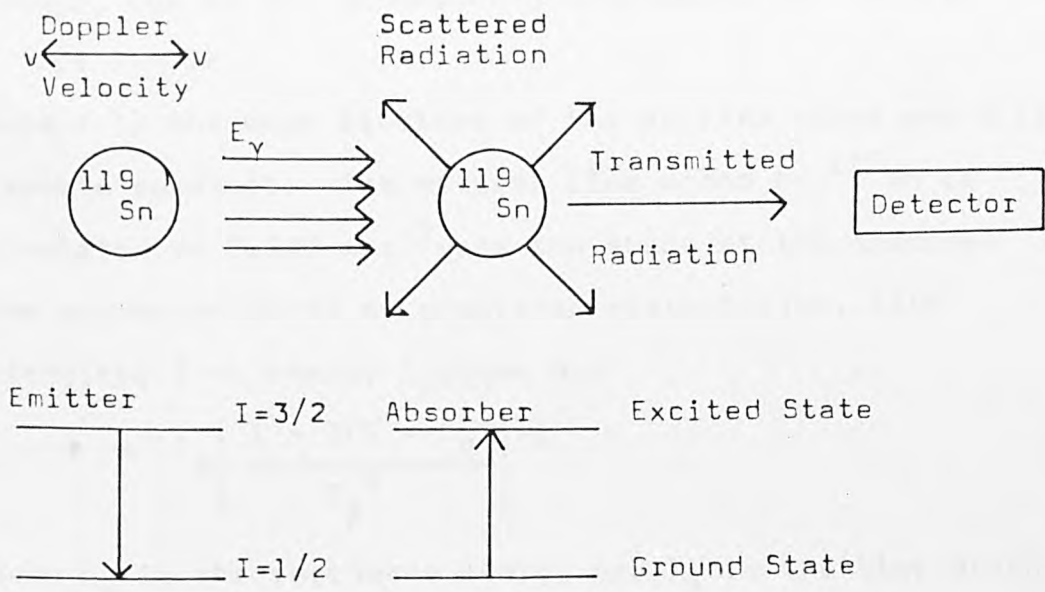 Doppler
v v
Velocity
Scattered
Radiation
Eγ
119 Sn
119 Sn
Transmitted
Radiation
Detector
Emitter I=3/2 Absorber Excited State
I=1/2 Ground State